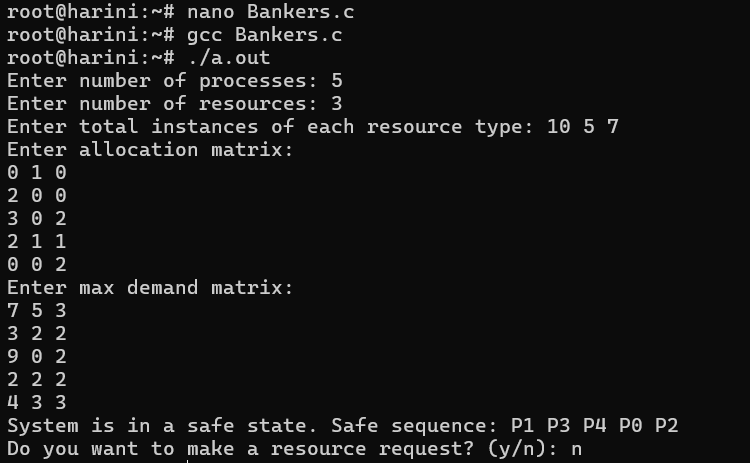 root@harini:~# nano Bankers.c
root@harini:~# gcc Bankers.c
root@harini:~# ./a.out
Enter number of processes: 5
Enter number of resources: 3
Enter total instances of each resource type: 10 5 7
Enter allocation matrix:
0 1 0
2 0 0
3 0 2
2 1 1
0 0 2
Enter max demand matrix:
7 5 3
3 2 2
9 0 2
2 2 2
4 3 3
System is in a safe state. Safe sequence: P1 P3 P4 P0 P2
Do you want to make a resource request? (y/n): n